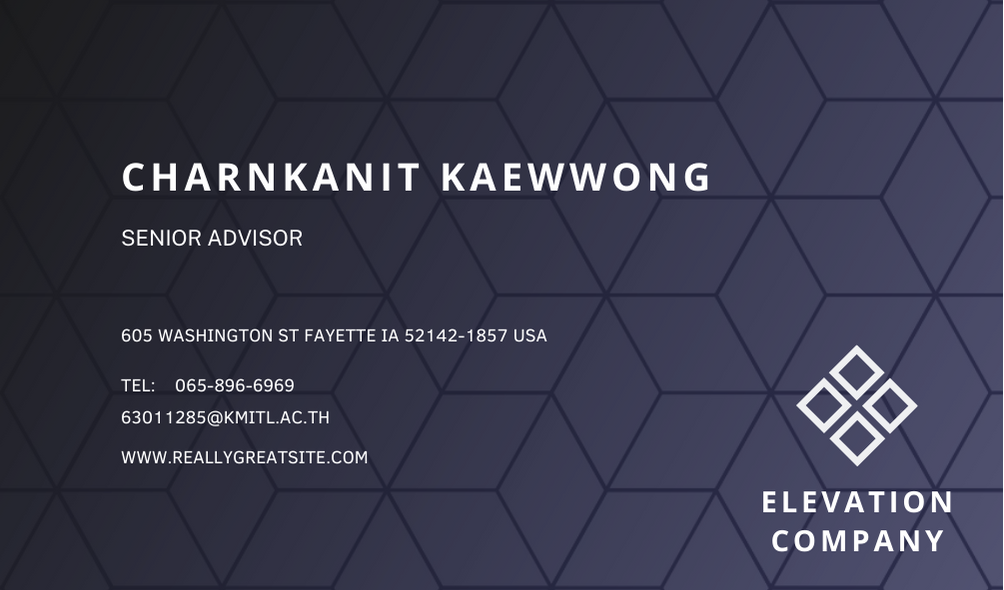 CHARNKANIT KAEWWONG
SENIOR ADVISOR
605 WASHINGTON ST FAYETTE IA 52142-1857 USA
TEL: 065-896-6969
63011285@KMITL.AC.TH
WWW.REALLYGREATSITE.COM
ELEVATION
COMPANY